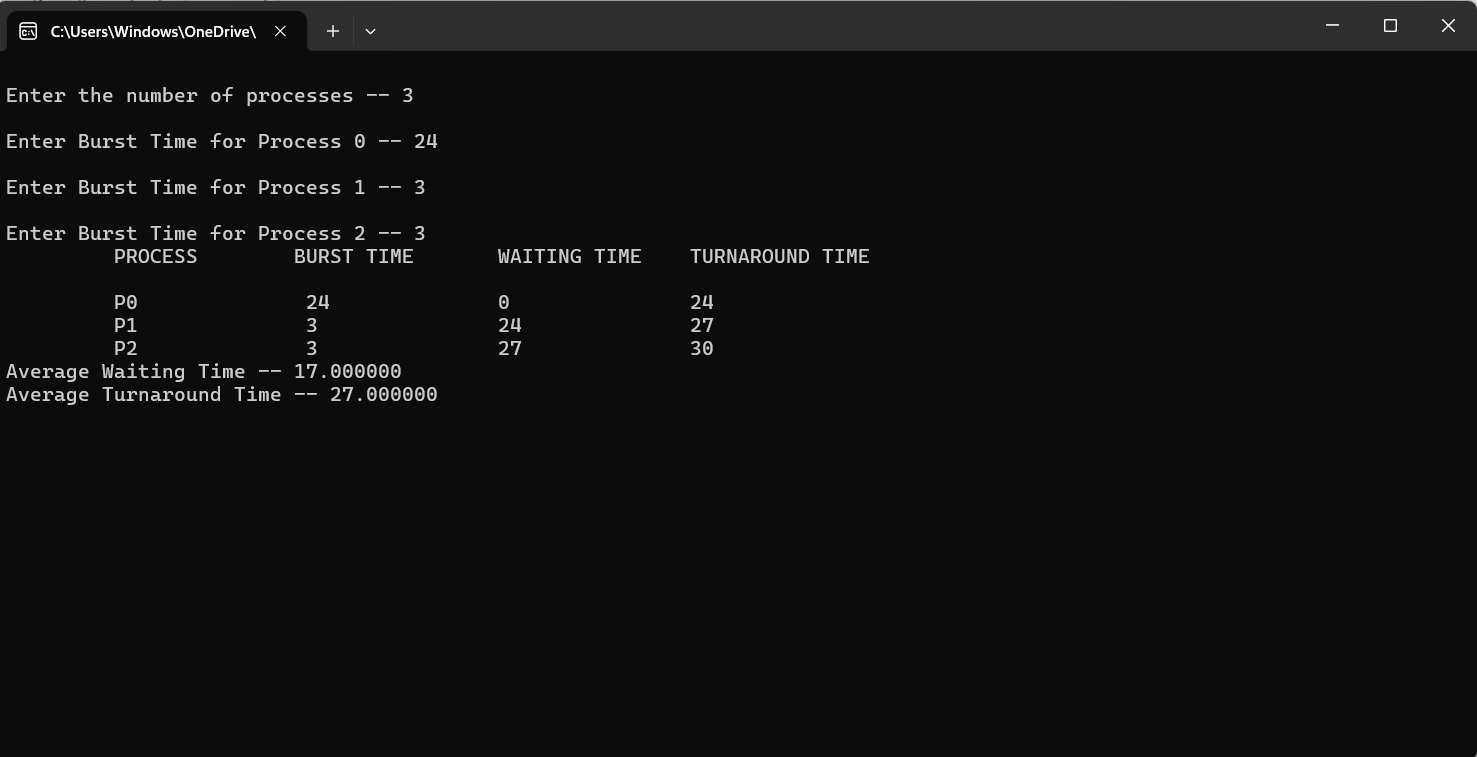 C:\Users\Windows\OneDrive\
Enter the number of processes -- 3
Enter Burst Time for Process 0 -- 24
Enter Burst Time for Process 1 -- 3
Enter Burst Time for Process 2 -- 3
PROCESS BURST TIME WAITING TIME TURNAROUND TIME
P0 24 0 24
P1 3 24 27
P2 3 27 30
Average Waiting Time -- 17.000000
Average Turnaround Time -- 27.000000